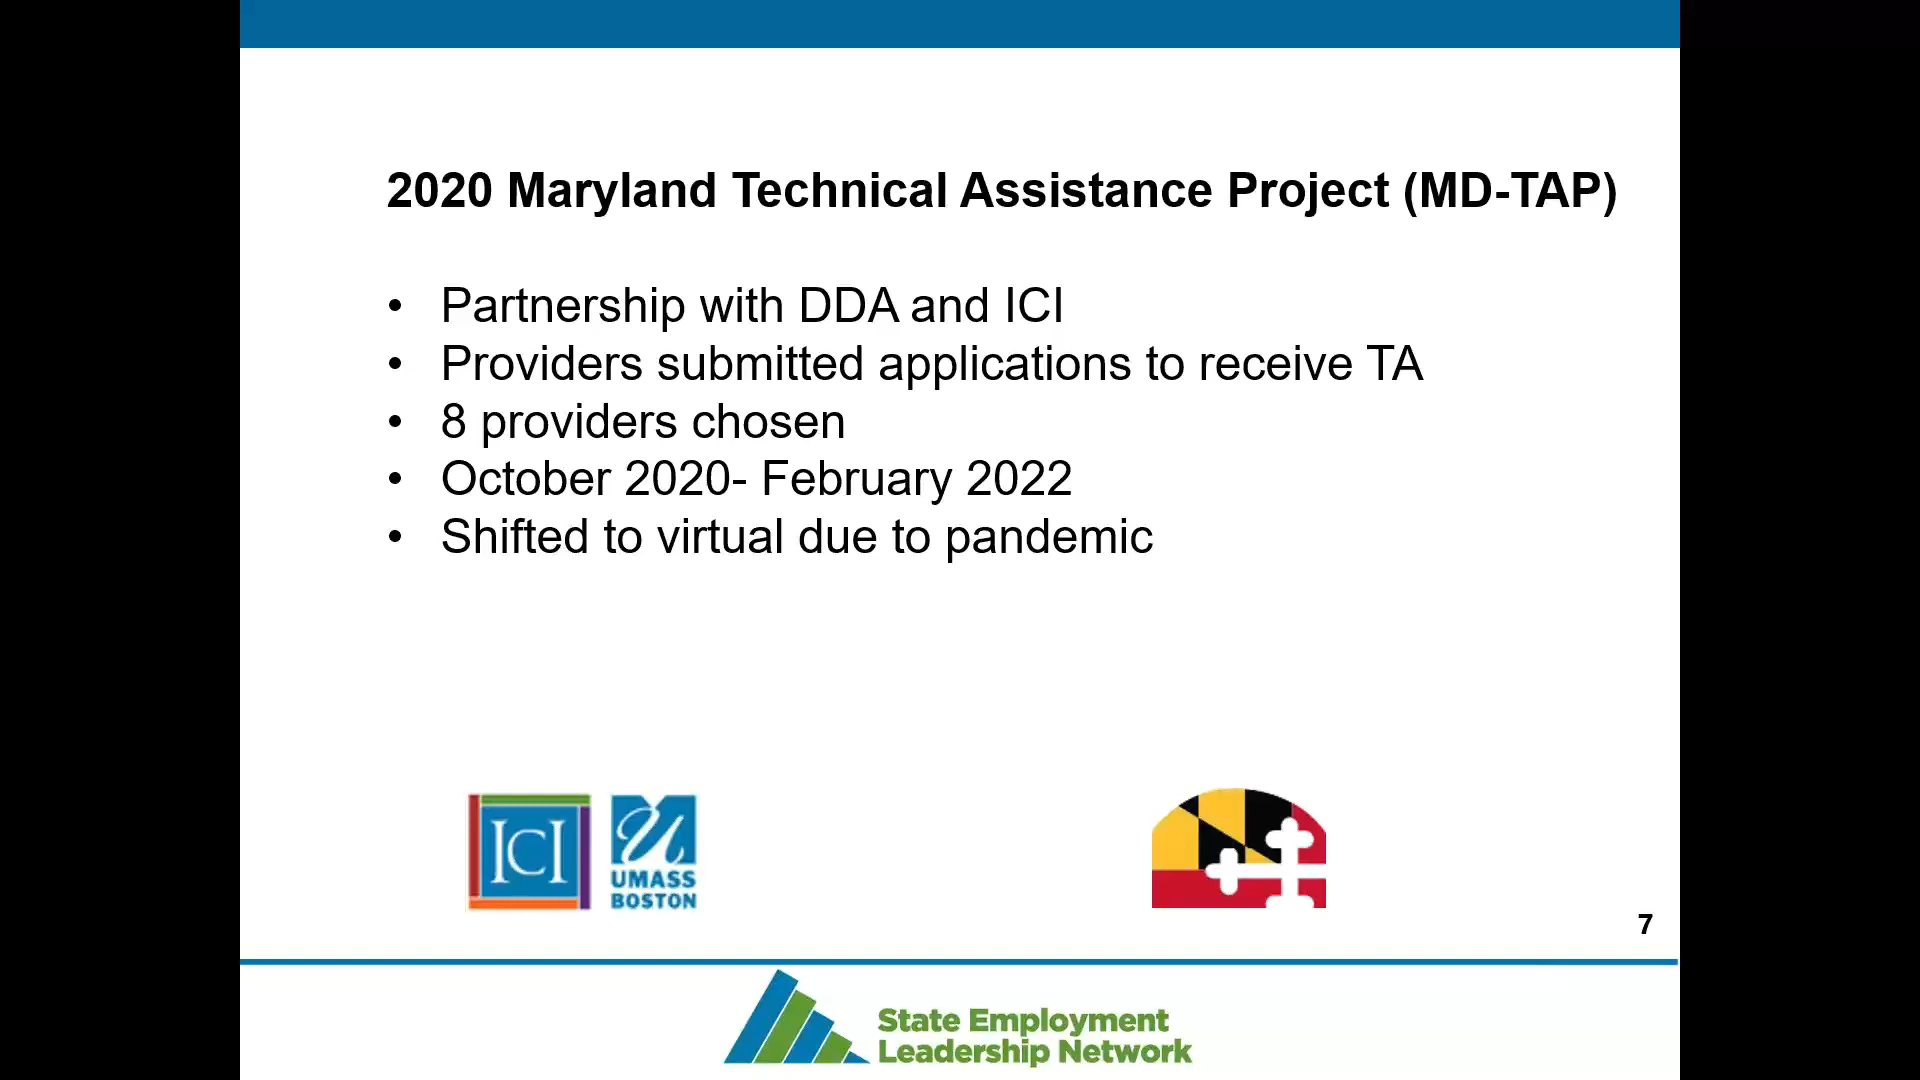 2020 Maryland Technical Assistance Project (MD-TAP)
• Partnership with DDA and ICI
• Providers submitted applications to receive TA
• 8 providers chosen
• October 2020- February 2022
• Shifted to virtual due to pandemic
ICI
UMASS
BOSTON
7
State Employment
Leadership Network